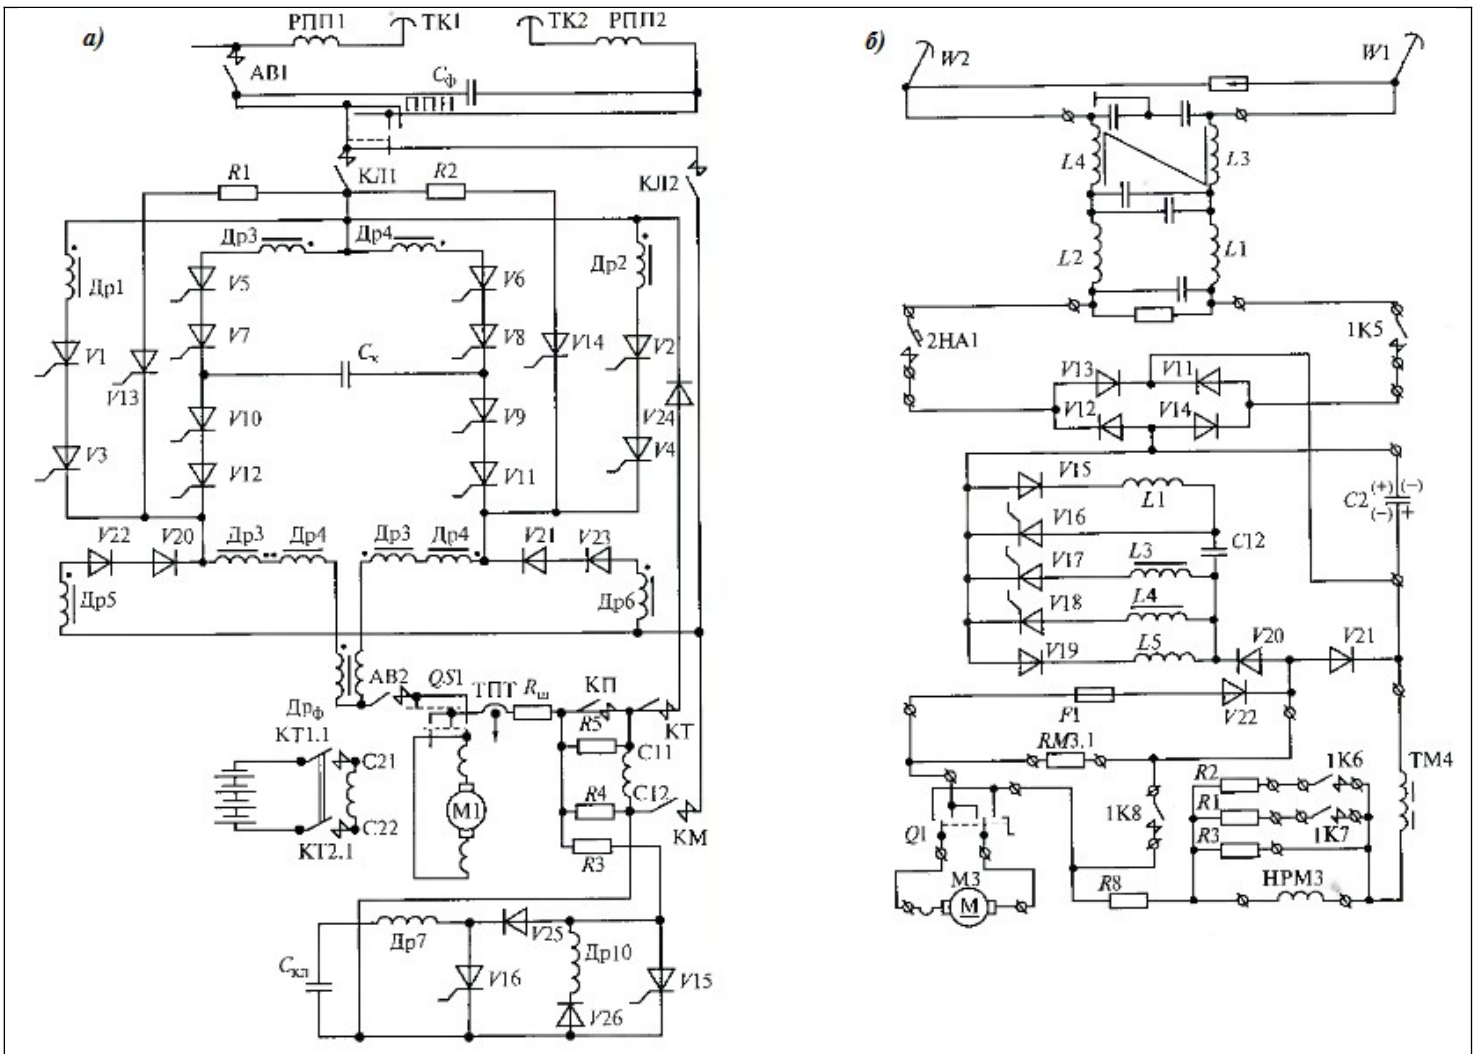 а)
РПП1
ТК1
ТК2
РПП2
АВ1
Cф
ППН
R1
КЛ1
R2
КЛ2
Др3
Др4
Др1
V5
V6
Др2
V7
V8
V14
V2
V1
V13
Cк
V24
V10
V9
V4
V3
V12
V11
V22
V20
Др3
Др4
Др3
Др4
V21
V23
Др5
Др6
АВ2
QS1
ТПТ
Rш
КП
КТ
Дрф
R5
С11
КТ1.1
С21
М1
R4
С12
КМ
С22
КТ2.1
R3
Др7
V25
Др10
Cкл
V16
V15
V26
б)
W2
W1
L4
L3
L2
L1
2НА1
1К5
V13
V11
V12
V14
V15
L1
C2
(+)
(−)
(−)
+
V16
C12
V17
L3
V18
L4
V19
L5
V20
V21
F1
V22
RM3.1
ТМ4
R2
1К6
R1
1К7
1К8
R3
Q1
М3
М
R8
НРМ3